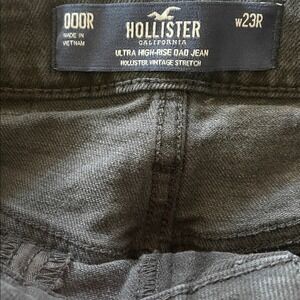 000R
MADE IN
VIETNAM
HOLLISTER
CALIFORNIA
ULTRA HIGH-RISE DAD JEAN
HOLLISTER VINTAGE STRETCH
W23R